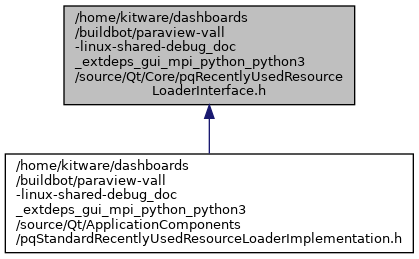 /home/kitware/dashboards
/buildbot/paraview-vall
-linux-shared-debug_doc
_extdeps_gui_mpi_python_python3
/source/Qt/Core/pqRecentlyUsedResource
LoaderInterface.h
/home/kitware/dashboards
/buildbot/paraview-vall
-linux-shared-debug_doc
_extdeps_gui_mpi_python_python3
/source/Qt/ApplicationComponents
/pqStandardRecentlyUsedResourceLoaderImplementation.h